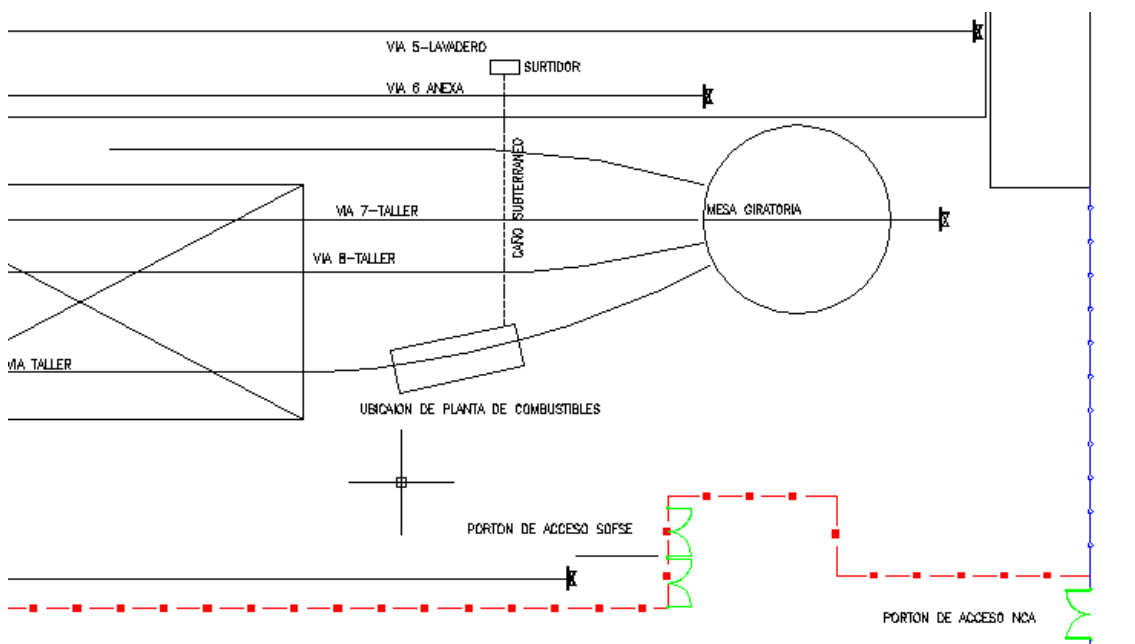 VIA 5-LAVADERO
SURTIDOR
VIA 6 ANEXA
CAÑO SUBTERRANEO
VIA 7-TALLER
MESA GIRATORIA
VIA 8-TALLER
VIA TALLER
UBICAION DE PLANTA DE COMBUSTIBLES
PORTON DE ACCESO SOFSE
PORTON DE ACCESO NCA